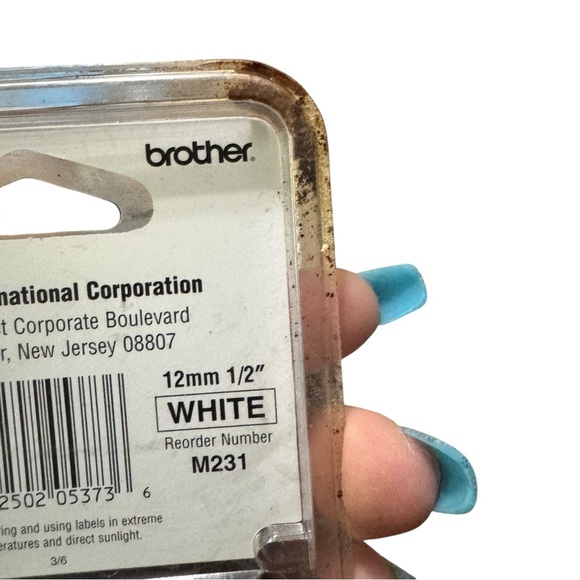 brother
national Corporation
t Corporate Boulevard
r, New Jersey 08807
12mm 1/2″
WHITE
Reorder Number
M231
2502 05373 6
ring and using labels in extreme
eratures and direct sunlight.
3/6